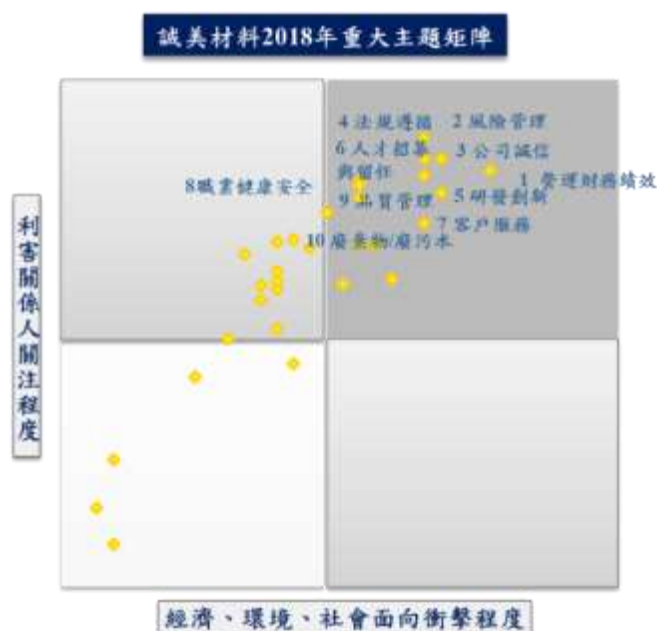 誠美材料2018年重大主題矩陣
4 法規遵循
2 風險管理
6 人才招募
與留任
3 公司誠信
1 營運財務績效
8職業健康安全
9 品質管理
5 研發創新
7 客戶服務
10 廢棄物/廢污水
利害關係人關注程度
經濟、環境、社會面向衝擊程度